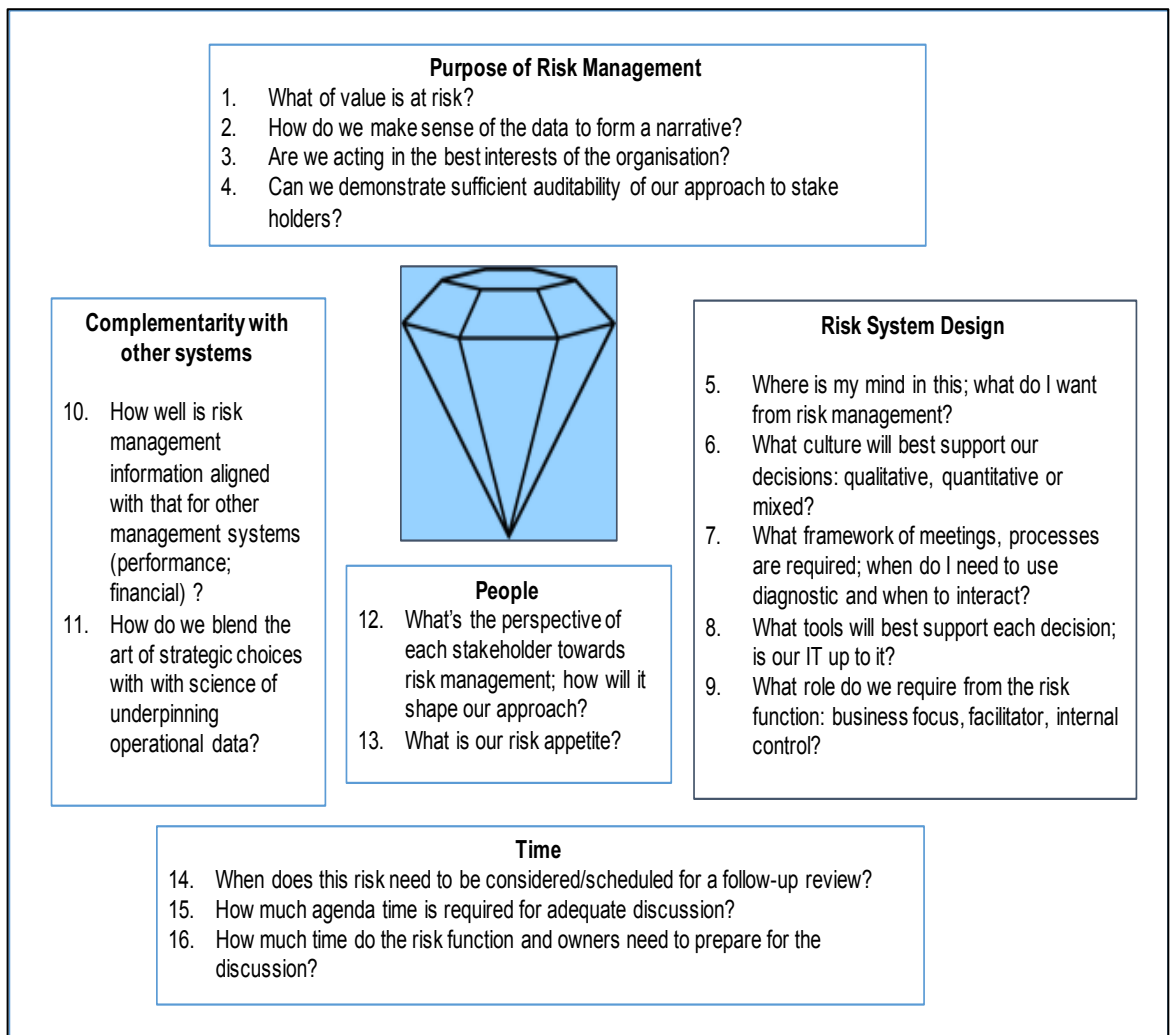 Purpose of Risk Management
1. What of value is at risk?
2. How do we make sense of the data to form a narrative?
3. Are we acting in the best interests of the organisation?
4. Can we demonstrate sufficient auditability of our approach to stake
holders?
Complementarity with
other systems
10. How well is risk
management
information aligned
with that for other
management systems
(performance;
financial) ?
11. How do we blend the
art of strategic choices
with with science of
underpinning
operational data?
People
12. What's the perspective of
each stakeholder towards
risk management; how will it
shape our approach?
13. What is our risk appetite?
Risk System Design
5. Where is my mind in this; what do I want
from risk management?
6. What culture will best support our
decisions: qualitative, quantitative or
mixed?
7. What framework of meetings, processes
are required; when do I need to use
diagnostic and when to interact?
8. What tools will best support each decision;
is our IT up to it?
9. What role do we require from the risk
function: business focus, facilitator, internal
control?
Time
14. When does this risk need to be considered/scheduled for a follow-up review?
15. How much agenda time is required for adequate discussion?
16. How much time do the risk function and owners need to prepare for the
discussion?